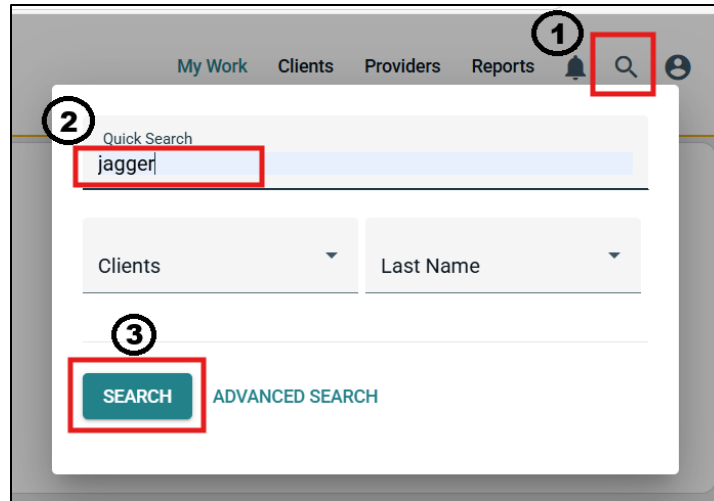 1
My Work Clients Providers Reports
2
Quick Search
jagger
Clients Last Name
3
SEARCH ADVANCED SEARCH